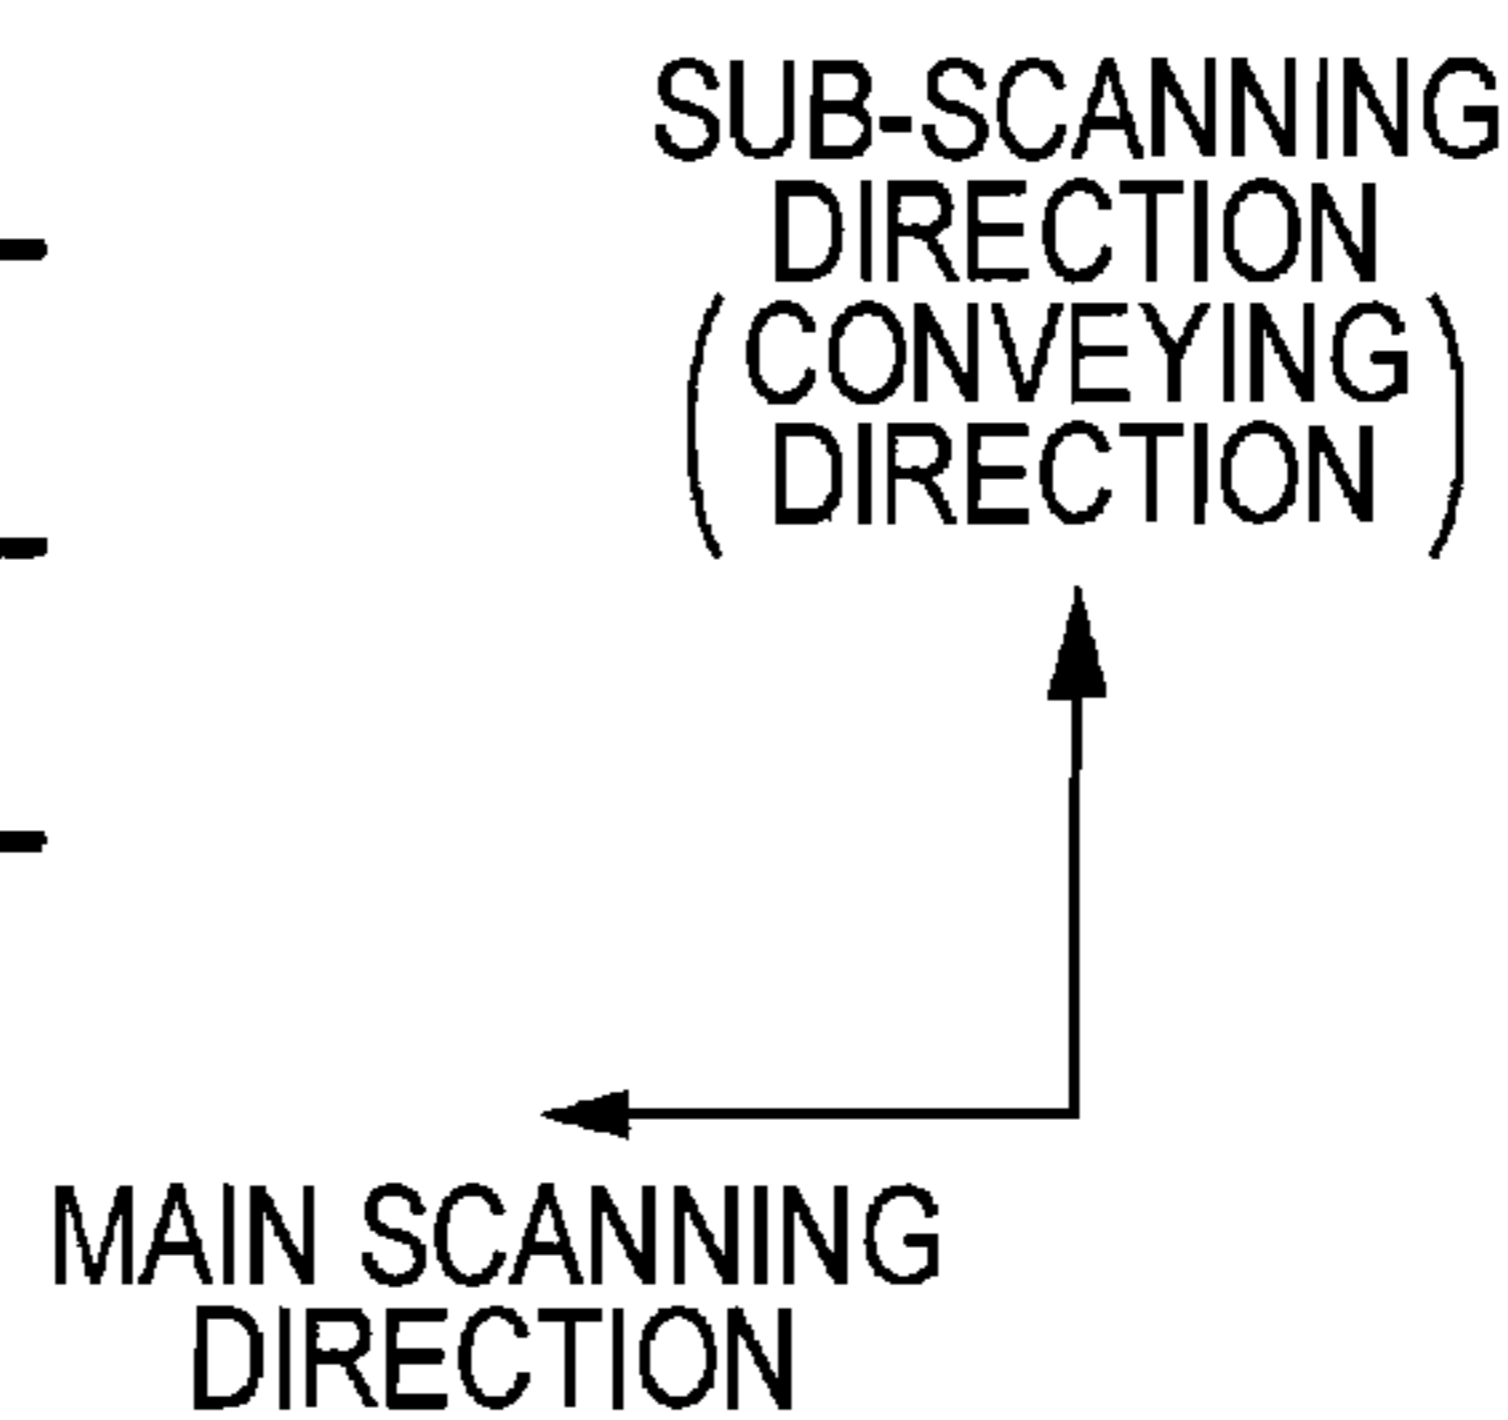 SUB-SCANNING
DIRECTION
(CONVEYING
DIRECTION)
MAIN SCANNING
DIRECTION